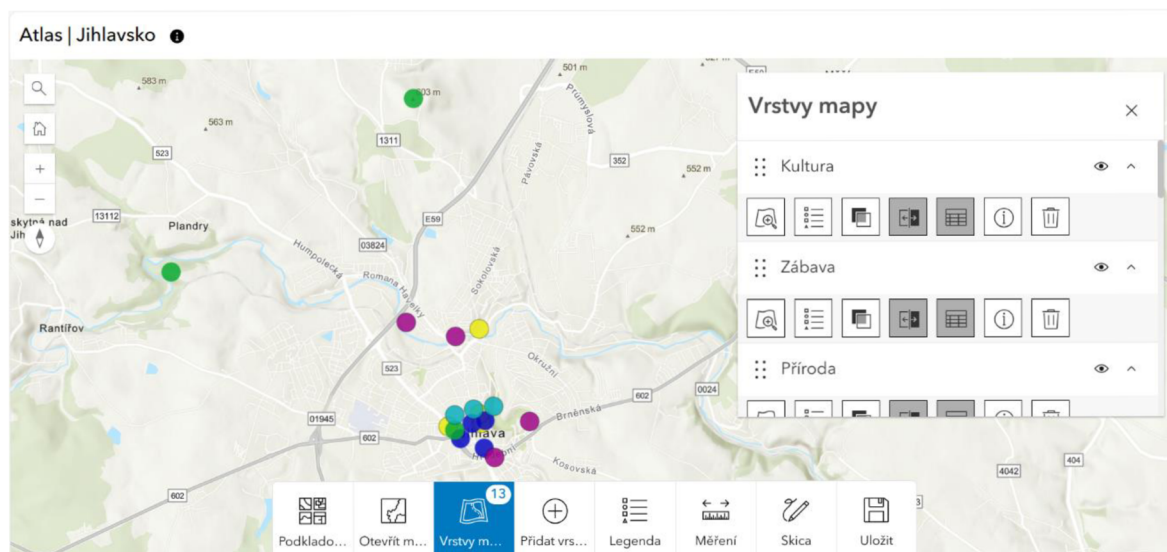 Atlas | Jihlavsko
583 m
563 m
603 m
501 m
Průmyslová
523
1311
352
Pávovská
552 m
552 m
Vrstvy mapy
Kultura
Zábava
Příroda
13112
Plandry
E59
03824
Humpolecká
Romana Havelky
Sokolovská
Rantířov
523
Okružní
602
0024
01945
602
Brněnská
Kosovská
602
4042
404
13
Podklado...
Otevřít m...
Vrstvy m...
Přidat vrs...
Legenda
Měření
Skica
Uložit